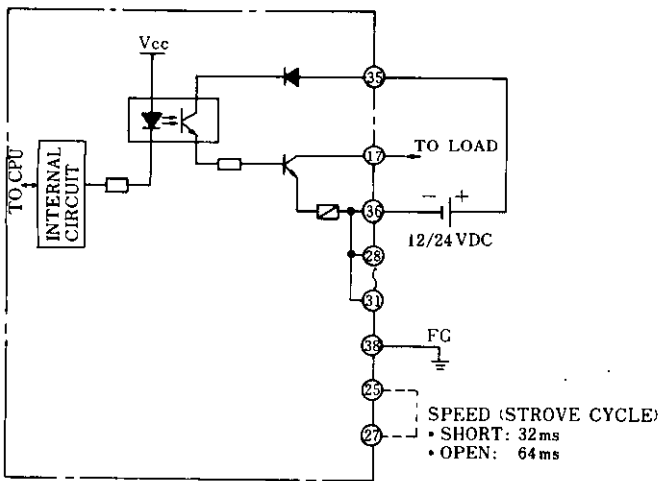 Vcc
35
TO LOAD
17
TO CPU
INTERNAL
CIRCUIT
− +
36
12/24 VDC
28
31
FG
38
25
SPEED (STROVE CYCLE)
• SHORT: 32ms
27
• OPEN: 64ms